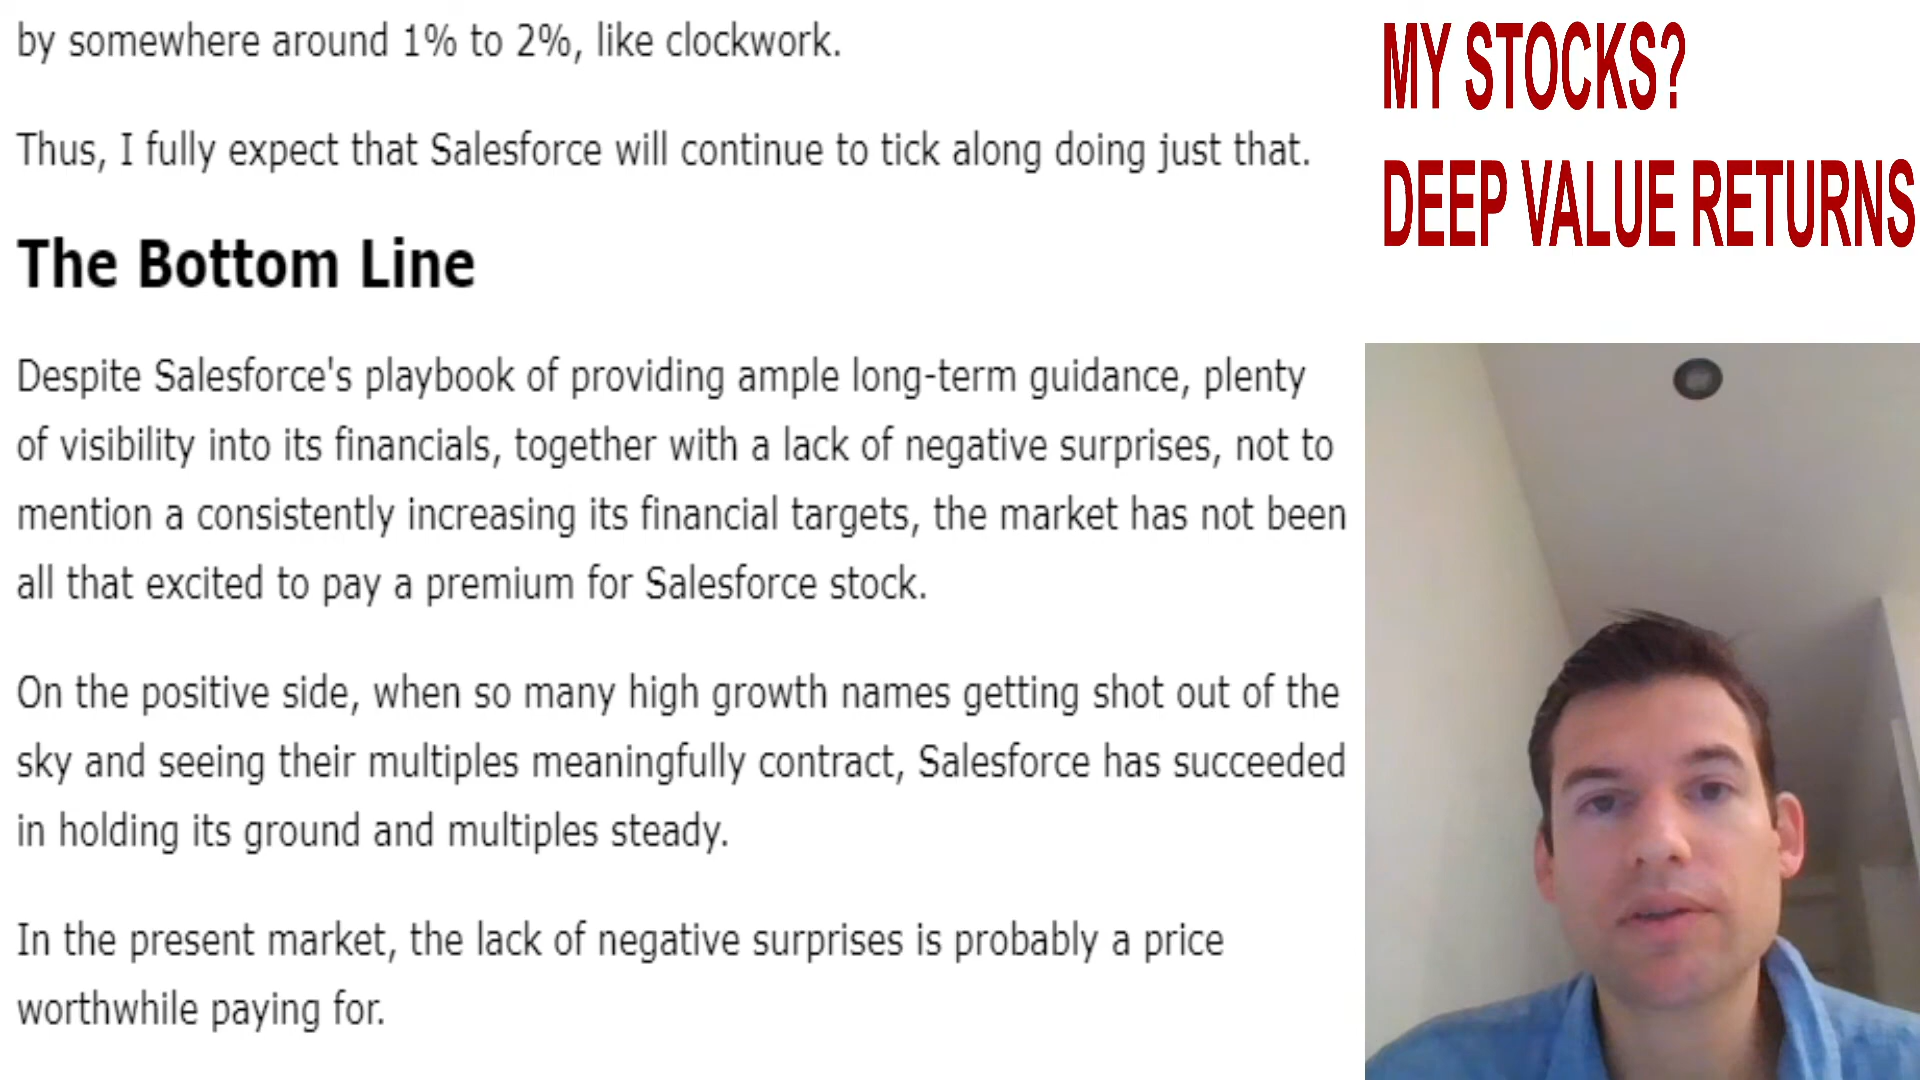 by somewhere around 1% to 2%, like clockwork.
Thus, I fully expect that Salesforce will continue to tick along doing just that.
The Bottom Line
Despite Salesforce's playbook of providing ample long-term guidance, plenty
of visibility into its financials, together with a lack of negative surprises, not to
mention a consistently increasing its financial targets, the market has not been
all that excited to pay a premium for Salesforce stock.
On the positive side, when so many high growth names getting shot out of the
sky and seeing their multiples meaningfully contract, Salesforce has succeeded
in holding its ground and multiples steady.
In the present market, the lack of negative surprises is probably a price
worthwhile paying for.
MY STOCKS?
DEEP VALUE RETURNS